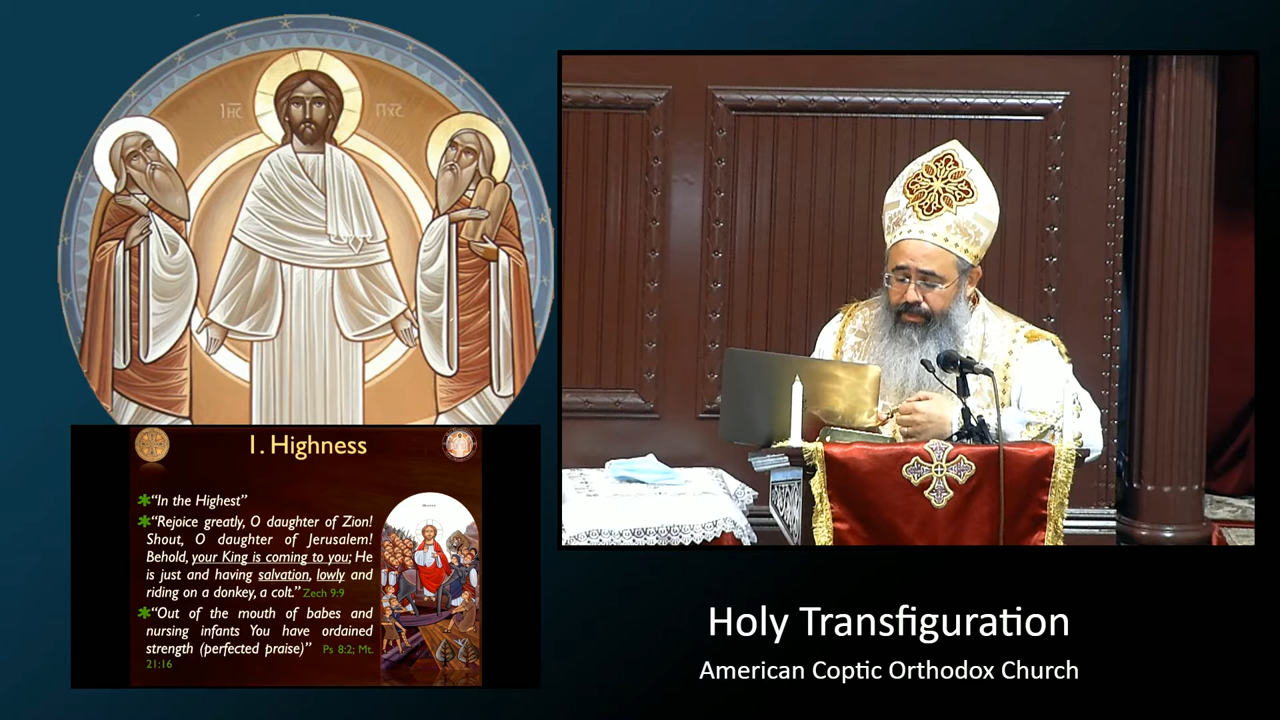 ΙΗС ΠΧС
1. Highness
“In the Highest”
“Rejoice greatly, O daughter of Zion!
Shout, O daughter of Jerusalem!
Behold, your King is coming to you; He
is just and having salvation, lowly and
riding on a donkey, a colt.” Zech 9:9
“Out of the mouth of babes and
nursing infants You have ordained
strength (perfected praise)” Ps 8:2; Mt.
21:16
Holy Transfiguration
American Coptic Orthodox Church